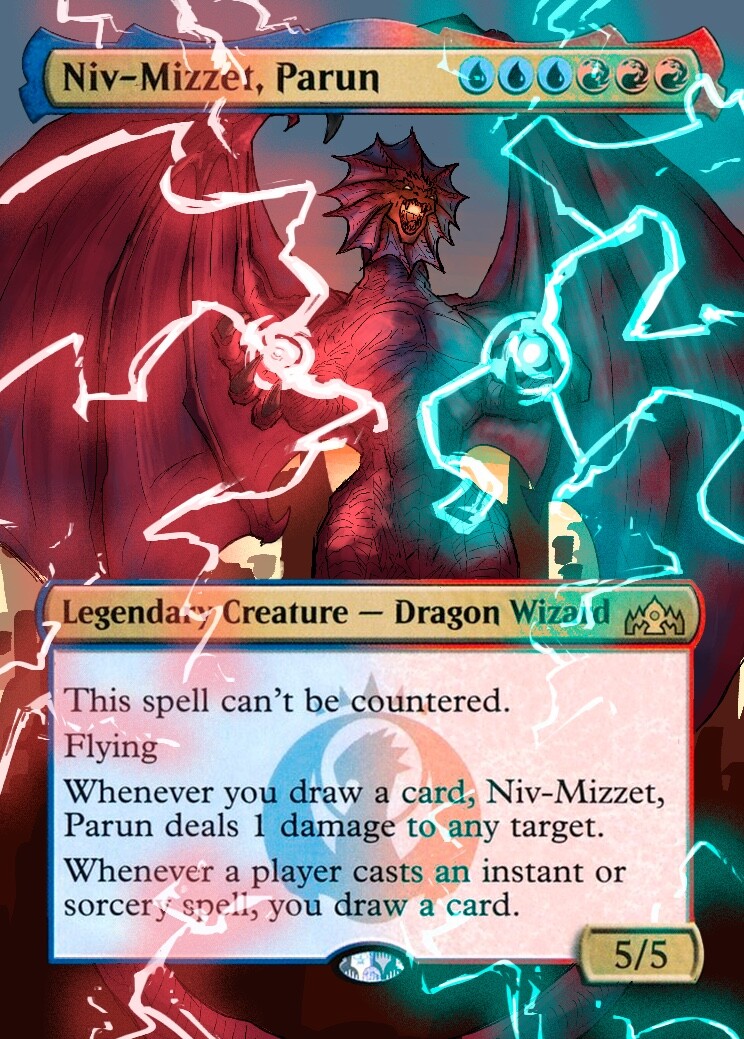 Niv-Mizzet, Parun
Legendary Creature — Dragon Wizard
This spell can't be countered.
Flying
Whenever you draw a card, Niv-Mizzet,
Parun deals 1 damage to any target.
Whenever a player casts an instant or
sorcery spell, you draw a card.
5/5